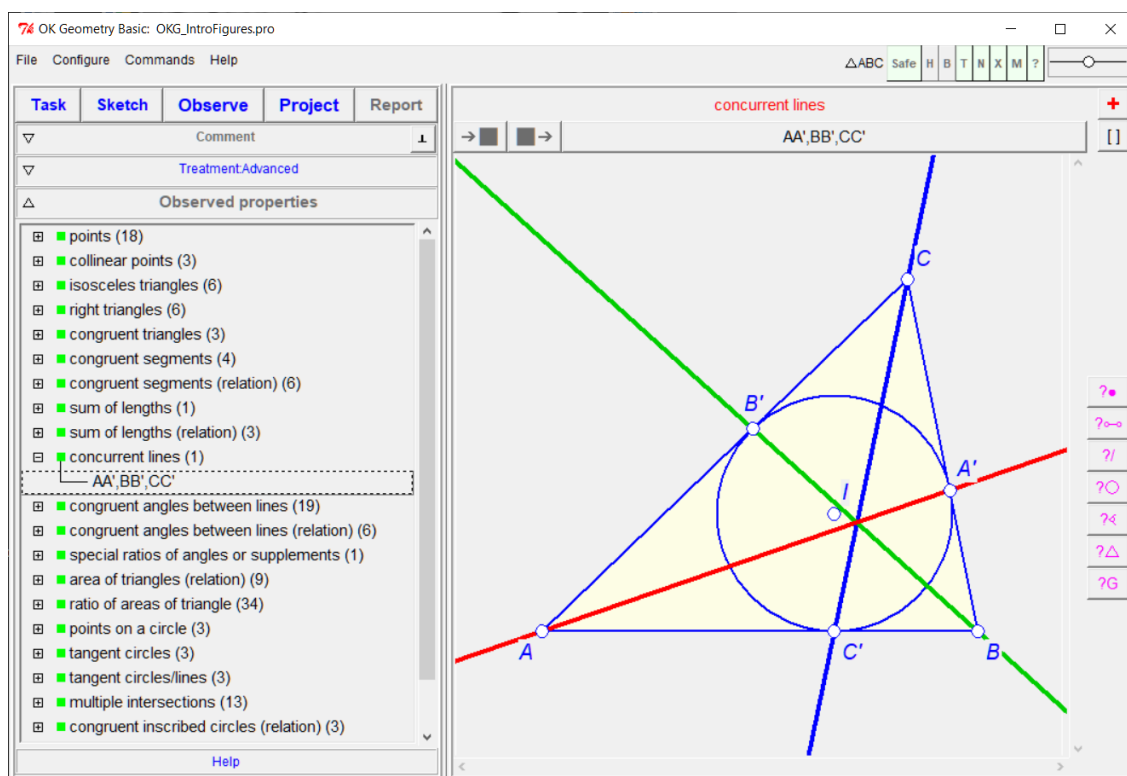 OK Geometry Basic: OKG_IntroFigures.pro
File Configure Commands Help
△ABC Safe H B T N X M ?
Task Sketch Observe Project Report
Comment
Treatment:Advanced
Observed properties
points (18)
collinear points (3)
isosceles triangles (6)
right triangles (6)
congruent triangles (3)
congruent segments (4)
congruent segments (relation) (6)
sum of lengths (1)
sum of lengths (relation) (3)
concurrent lines (1)
AA',BB',CC'
congruent angles between lines (19)
congruent angles between lines (relation) (6)
special ratios of angles or supplements (1)
area of triangles (relation) (9)
ratio of areas of triangle (34)
points on a circle (3)
tangent circles (3)
tangent circles/lines (3)
multiple intersections (13)
congruent inscribed circles (relation) (3)
Help
concurrent lines
+
AA',BB',CC'
[ ]
C
B'
A'
I
A
C'
B
?●
?o-o
?/
?○
?∢
?△
?G